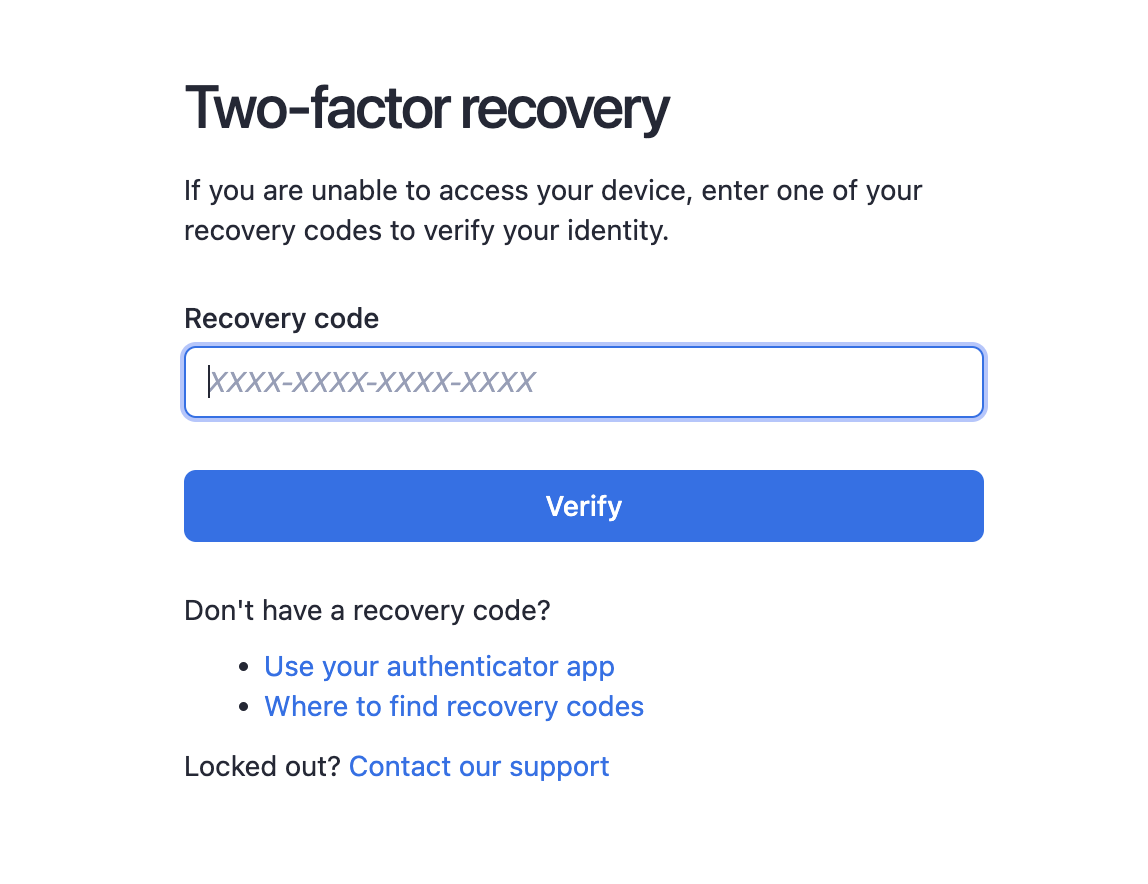 Two-factor recovery
If you are unable to access your device, enter one of your
recovery codes to verify your identity.
Recovery code
XXXX-XXXX-XXXX-XXXX
Verify
Don't have a recovery code?
Use your authenticator app
Where to find recovery codes
Locked out? Contact our support